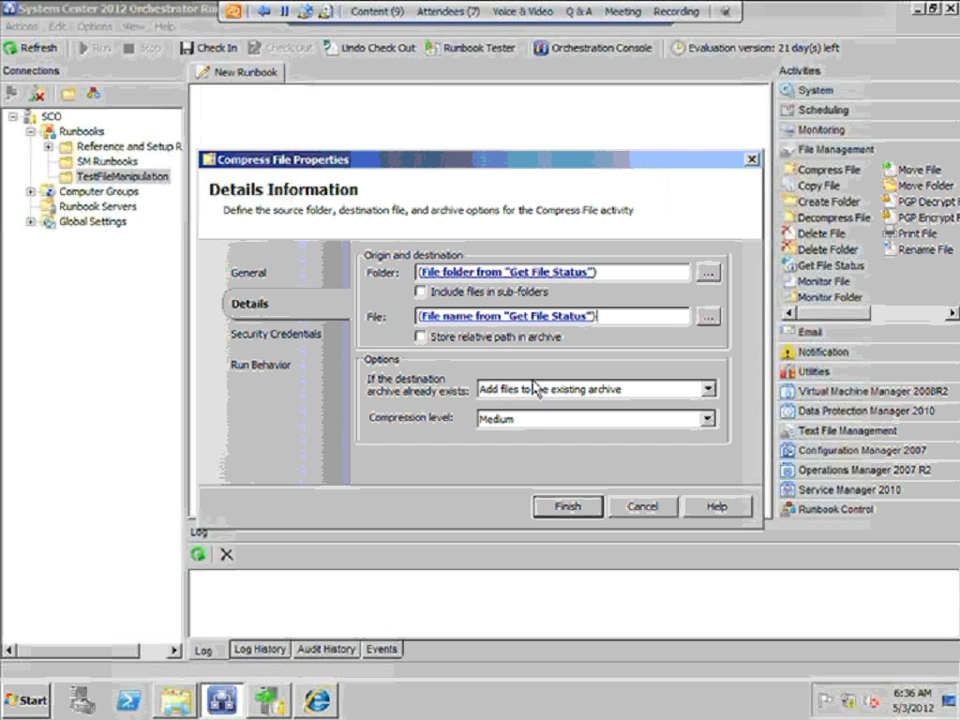 System Center 2012 Orchestrator Ru
Content (9) Attendees (7) Voice & Video Q & A Meeting Recording
Actions Edit Options View Help
Refresh Run Stop Check In Check Out Undo Check Out Runbook Tester Orchestration Console Evaluation version: 21 day(s) left
Connections
SCO
Runbooks
Reference and Setup R
SM Runbooks
TestFileManipulation
Computer Groups
Runbook Servers
Global Settings
New Runbook
Compress File Properties
Details Information
Define the source folder, destination file, and archive options for the Compress File activity
General
Details
Security Credentials
Run Behavior
Origin and destination
Folder: {File folder from "Get File Status"} ...
Include files in sub-folders
File: {File name from "Get File Status"} ...
Store relative path in archive
Options
If the destination
archive already exists: Add files to the existing archive
Compression level: Medium
Finish Cancel Help
Activities
System
Scheduling
Monitoring
File Management
Compress File Move File
Copy File Move Folder
Create Folder PGP Decrypt F
Decompress File PGP Encrypt F
Delete File Print File
Delete Folder Rename File
Get File Status
Monitor File
Monitor Folder
Email
Notification
Utilities
Virtual Machine Manager 2008R2
Data Protection Manager 2010
Text File Management
Configuration Manager 2007
Operations Manager 2007 R2
Service Manager 2010
Runbook Control
Log
Log Log History Audit History Events
Start
6:36 AM
5/3/2012